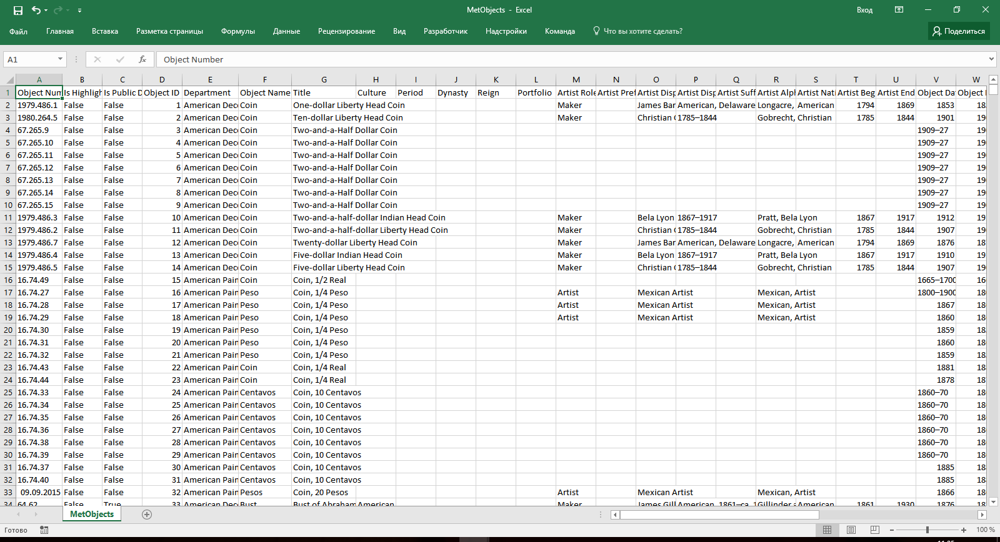 MetObjects - Excel
Вход
Файл Главная Вставка Разметка страницы Формулы Данные Рецензирование Вид Разработчик Надстройки Команда Что вы хотите сделать? Поделиться
A1 fx Object Number
A B C D E F G H I J K L M N O P Q R S T U V W
1 Object Num Is Highligh Is Public D Object ID Department Object Name Title Culture Period Dynasty Reign Portfolio Artist Role Artist Pref Artist Disp Artist Disp Artist Suff Artist Alph Artist Nati Artist Beg Artist End Object Da Object
2 1979.486.1 False False 1 American Dec Coin One-dollar Liberty Head Coin Maker James Bar American, Delaware Longacre, American 1794 1869 1853 18
3 1980.264.5 False False 2 American Dec Coin Ten-dollar Liberty Head Coin Maker Christian 1785–1844 Gobrecht, Christian 1785 1844 1901 19
4 67.265.9 False False 3 American Dec Coin Two-and-a-Half Dollar Coin 1909–27 19
5 67.265.10 False False 4 American Dec Coin Two-and-a-Half Dollar Coin 1909–27 19
6 67.265.11 False False 5 American Dec Coin Two-and-a-Half Dollar Coin 1909–27 19
7 67.265.12 False False 6 American Dec Coin Two-and-a-Half Dollar Coin 1909–27 19
8 67.265.13 False False 7 American Dec Coin Two-and-a-Half Dollar Coin 1909–27 19
9 67.265.14 False False 8 American Dec Coin Two-and-a-Half Dollar Coin 1909–27 19
10 67.265.15 False False 9 American Dec Coin Two-and-a-Half Dollar Coin 1909–27 19
11 1979.486.3 False False 10 American Dec Coin Two-and-a-half-dollar Indian Head Coin Maker Bela Lyon 1867–1917 Pratt, Bela Lyon 1867 1917 1912 19
12 1979.486.2 False False 11 American Dec Coin Two-and-a-half-dollar Liberty Head Coin Maker Christian 1785–1844 Gobrecht, Christian 1785 1844 1907 19
13 1979.486.7 False False 12 American Dec Coin Twenty-dollar Liberty Head Coin Maker James Bar American, Delaware Longacre, American 1794 1869 1876 18
14 1979.486.4 False False 13 American Dec Coin Five-dollar Indian Head Coin Maker Bela Lyon 1867–1917 Pratt, Bela Lyon 1867 1917 1910 19
15 1979.486.5 False False 14 American Dec Coin Five-dollar Liberty Head Coin Maker Christian 1785–1844 Gobrecht, Christian 1785 1844 1907 19
16 16.74.49 False False 15 American Pain Coin Coin, 1/2 Real 1665–1700 16
17 16.74.27 False False 16 American Pain Peso Coin, 1/4 Peso Artist Mexican Artist Mexican, Artist 1800–1900 18
18 16.74.28 False False 17 American Pain Peso Coin, 1/4 Peso Artist Mexican Artist Mexican, Artist 1867 18
19 16.74.29 False False 18 American Pain Peso Coin, 1/4 Peso Artist Mexican Artist Mexican, Artist 1860 18
20 16.74.30 False False 19 American Pain Peso Coin, 1/4 Peso 1859 18
21 16.74.31 False False 20 American Pain Peso Coin, 1/4 Peso 1860 18
22 16.74.32 False False 21 American Pain Peso Coin, 1/4 Peso 1859 18
23 16.74.43 False False 22 American Pain Coin Coin, 1/4 Real 1881 18
24 16.74.44 False False 23 American Pain Coin Coin, 1/4 Real 1878 18
25 16.74.33 False False 24 American Pain Centavos Coin, 10 Centavos 1860–70 18
26 16.74.34 False False 25 American Pain Centavos Coin, 10 Centavos 1860–70 18
27 16.74.35 False False 26 American Pain Centavos Coin, 10 Centavos 1860–70 18
28 16.74.36 False False 27 American Pain Centavos Coin, 10 Centavos 1860–70 18
29 16.74.38 False False 28 American Pain Centavos Coin, 10 Centavos 1860–70 18
30 16.74.39 False False 29 American Pain Centavos Coin, 10 Centavos 1860–70 18
31 16.74.37 False False 30 American Pain Centavos Coin, 10 Centavos 1885 18
32 16.74.40 False False 31 American Pain Centavos Coin, 10 Centavos 1885 18
33 09.09.2015 False False 32 American Pain Pesos Coin, 20 Pesos Artist Mexican Artist Mexican, Artist 1866 18
34 64.62 False True 33 American Dec Bust Bust of Abraham American Maker James Gill American, 1861–ca. 1 Gillinder American 1861 1930 1876 18
MetObjects
Готово 100 %